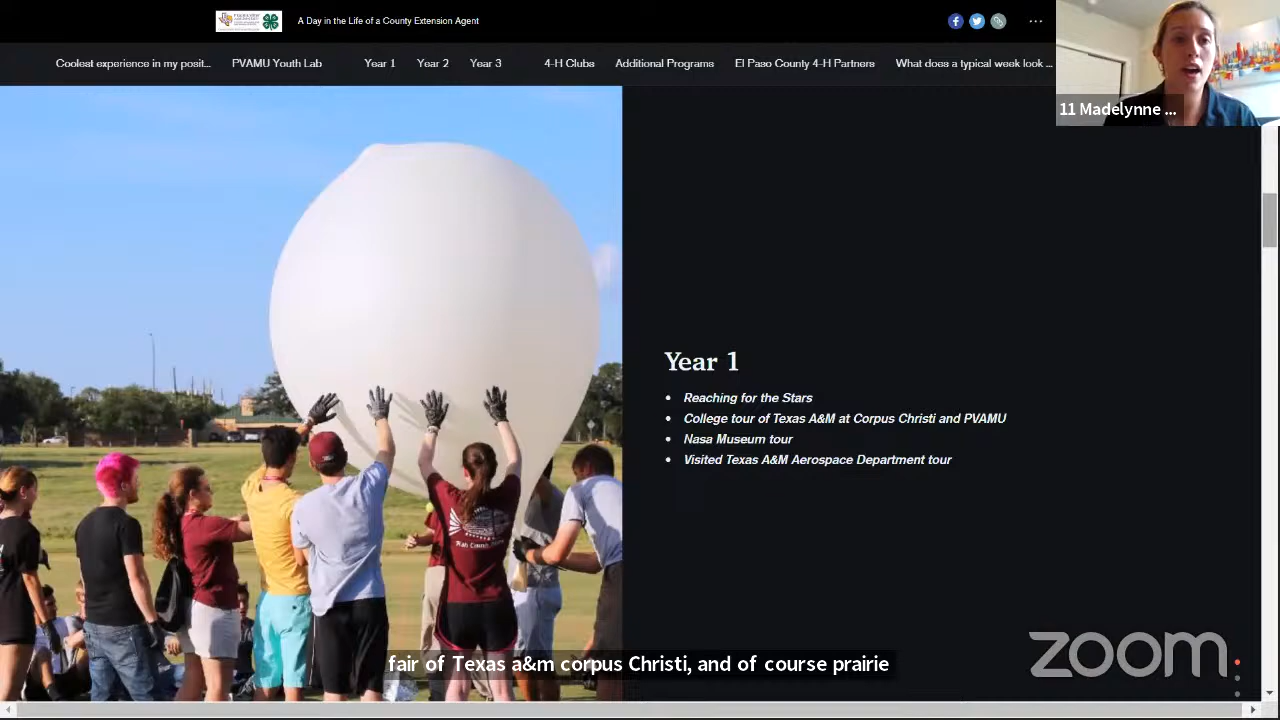 A Day in the Life of a County Extension Agent
...
Coolest experience in my posit...
PVAMU Youth Lab
Year 1
Year 2
Year 3
4-H Clubs
Additional Programs
El Paso County 4-H Partners
What does a typical week look ...
11 Madelynne ...
Year 1
Reaching for the Stars
College tour of Texas A&M at Corpus Christi and PVAMU
Nasa Museum tour
Visited Texas A&M Aerospace Department tour
fair of Texas a&m corpus Christi, and of course prairie
zoom